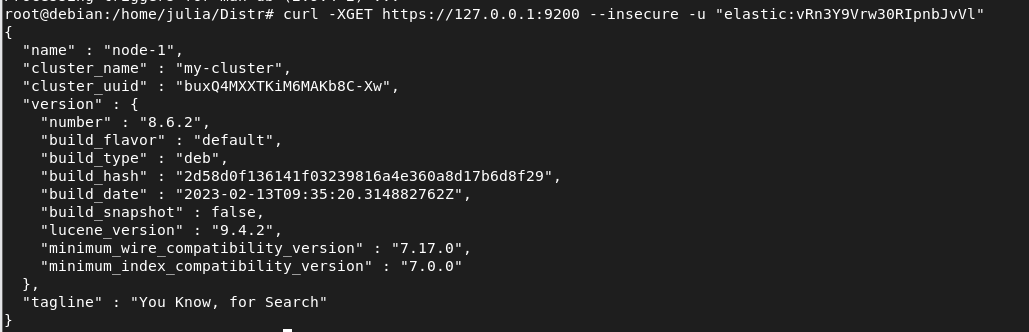 root@debian:/home/julia/Distr# curl -XGET https://127.0.0.1:9200 --insecure -u "elastic:vRn3Y9Vrw30RIpnbJvVl"
{
  "name" : "node-1",
  "cluster_name" : "my-cluster",
  "cluster_uuid" : "buxQ4MXXTKiM6MAKb8C-Xw",
  "version" : {
    "number" : "8.6.2",
    "build_flavor" : "default",
    "build_type" : "deb",
    "build_hash" : "2d58d0f136141f03239816a4e360a8d17b6d8f29",
    "build_date" : "2023-02-13T09:35:20.314882762Z",
    "build_snapshot" : false,
    "lucene_version" : "9.4.2",
    "minimum_wire_compatibility_version" : "7.17.0",
    "minimum_index_compatibility_version" : "7.0.0"
  },
  "tagline" : "You Know, for Search"
}